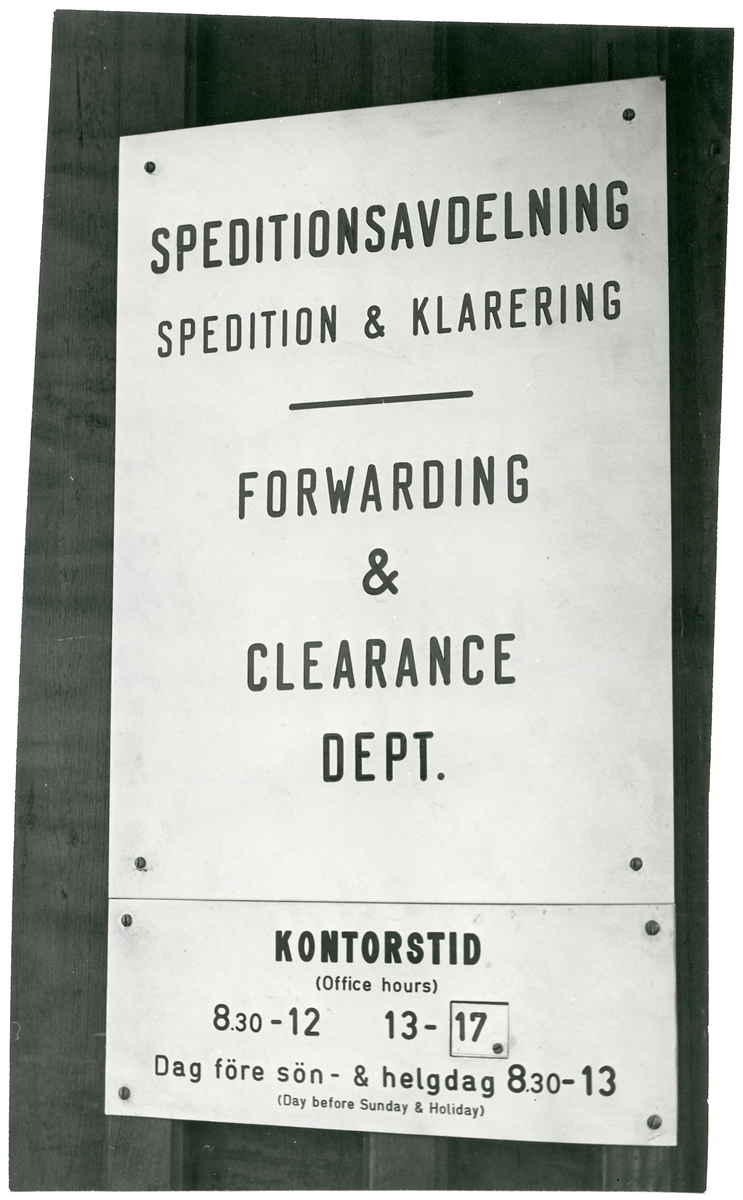 SPEDITIONSAVDELNING
SPEDITION & KLARERING
FORWARDING
&
CLEARANCE
DEPT.
KONTORSTID
(Office hours)
8.30-12 13-17
Dag före sön- & helgdag 8.30-13
(Day before Sunday & Holiday)